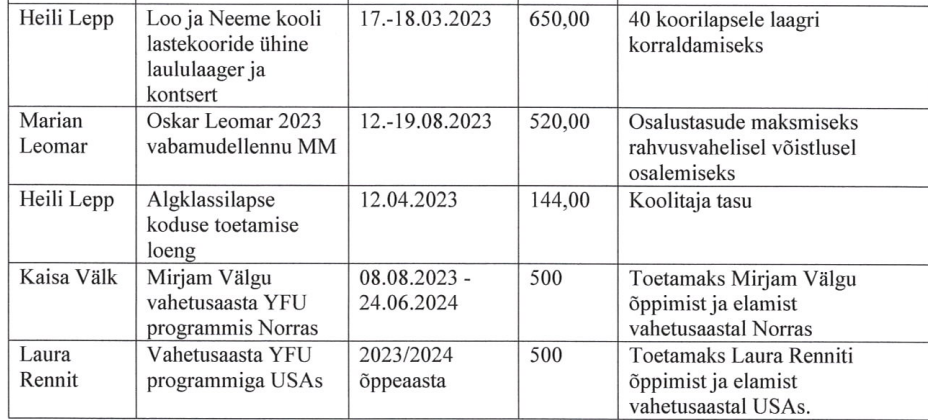 Heili Lepp
Loo ja Neeme kooli
lastekooride ühine
laululaager ja
kontsert
17.-18.03.2023
650,00
40 koorilapsele laagri
korraldamiseks
Marian
Leomar
Oskar Leomar 2023
vabamudellennu MM
12.-19.08.2023
520,00
Osalustasude maksmiseks
rahvusvahelisel võistlusel
osalemiseks
Heili Lepp
Algklassilapse
koduse toetamise
loeng
12.04.2023
144,00
Koolitaja tasu
Kaisa Välk
Mirjam Välgu
vahetusaasta YFU
programmis Norras
08.08.2023 -
24.06.2024
500
Toetamaks Mirjam Välgu
õppimist ja elamist
vahetusaastal Norras
Laura
Rennit
Vahetusaasta YFU
programmiga USAs
2023/2024
õppeaasta
500
Toetamaks Laura Renniti
õppimist ja elamist
vahetusaastal USAs.